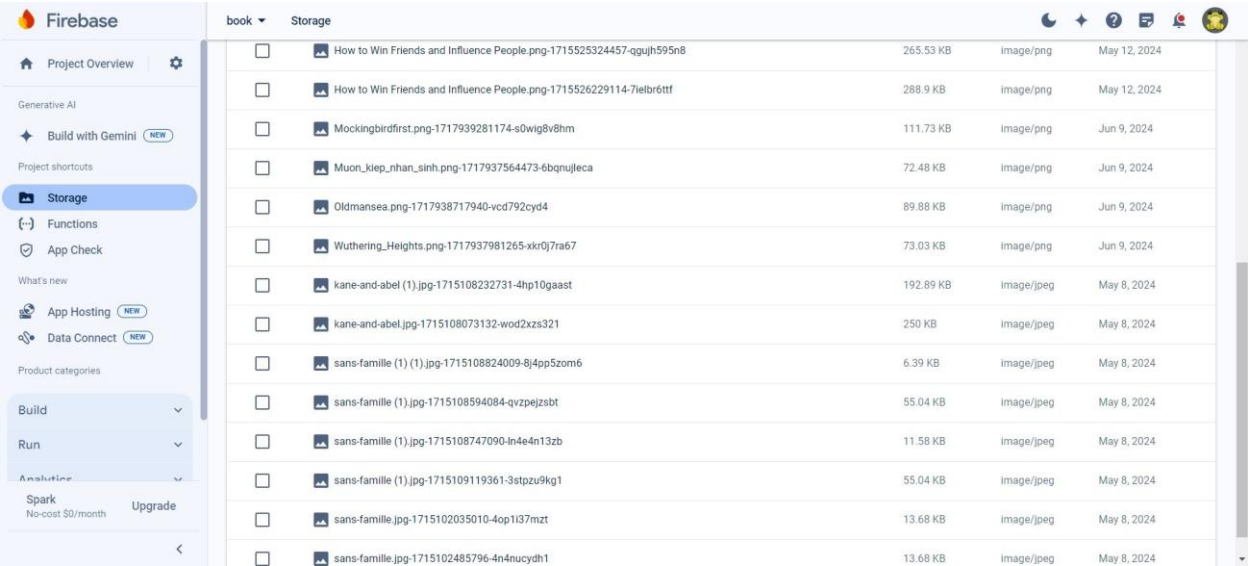 Firebase
book Storage
Project Overview
Generative AI
Build with Gemini NEW
Project shortcuts
Storage
Functions
App Check
What's new
App Hosting NEW
Data Connect NEW
Product categories
Build
Run
Analytics
Spark
No-cost $0/month
Upgrade
How to Win Friends and Influence People.png-1715525324457-qgujh595n8 265.53 KB image/png May 12, 2024
How to Win Friends and Influence People.png-1715526229114-7ielbr6ttf 288.9 KB image/png May 12, 2024
Mockingbirdfirst.png-1717939281174-s0wig8v8hm 111.73 KB image/png Jun 9, 2024
Muon_kiep_nhan_sinh.png-1717937564473-6bqnujleca 72.48 KB image/png Jun 9, 2024
Oldmansea.png-1717938717940-vcd792cyd4 89.88 KB image/png Jun 9, 2024
Wuthering_Heights.png-1717937981265-xkr0j7ra67 73.03 KB image/png Jun 9, 2024
kane-and-abel (1).jpg-1715108232731-4hp10gaast 192.89 KB image/jpeg May 8, 2024
kane-and-abel.jpg-1715108073132-wod2xzs321 250 KB image/jpeg May 8, 2024
sans-famille (1) (1).jpg-1715108824009-8j4pp5zom6 6.39 KB image/jpeg May 8, 2024
sans-famille (1).jpg-1715108594084-qvzpejzsbt 55.04 KB image/jpeg May 8, 2024
sans-famille (1).jpg-1715108747090-ln4e4n13zb 11.58 KB image/jpeg May 8, 2024
sans-famille (1).jpg-1715109119361-3stpzu9kg1 55.04 KB image/jpeg May 8, 2024
sans-famille.jpg-1715102035010-4op1i37mzt 13.68 KB image/jpeg May 8, 2024
sans-famille.jpg-1715102485796-4n4nucydh1 13.68 KB image/jpeg May 8, 2024